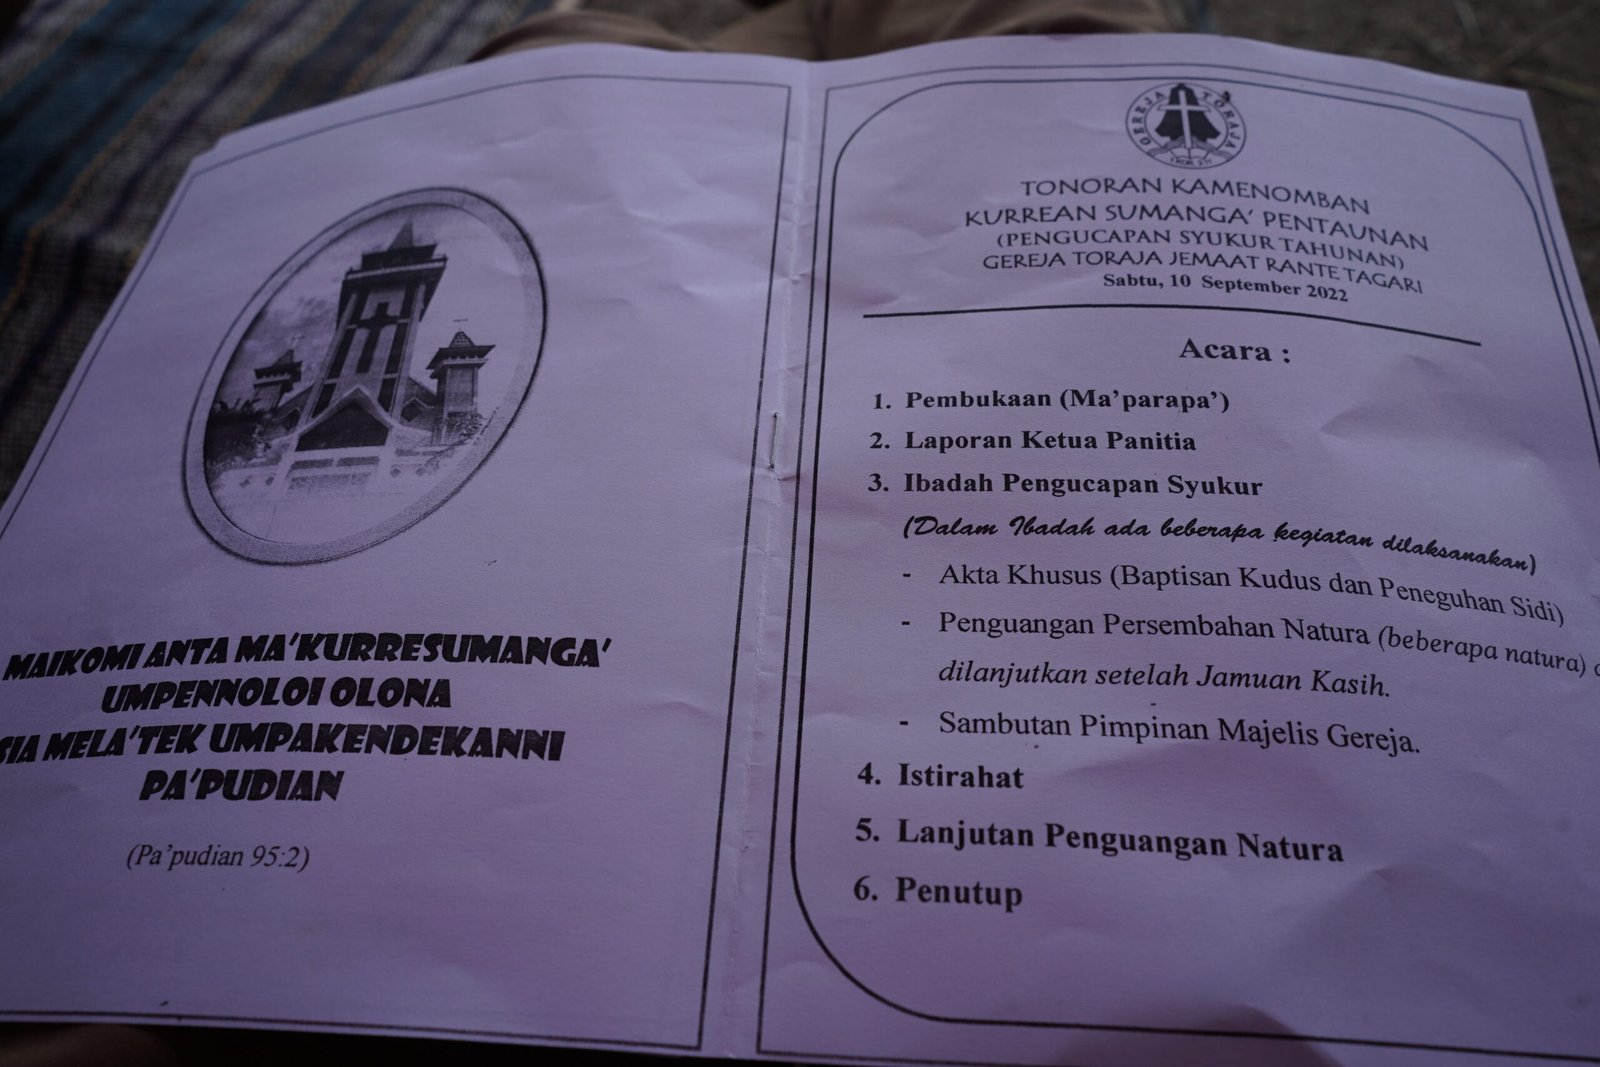 MAIKOMI ANTA MA'KURRESUMANGA'
UMPENNOLOI OLONA
SIA MELA'TEK UMPAKENDEKANNI
PA'PUDIAN
(Pa'pudian 95:2)
GEREJA TORAJA
TONORAN KAMENOMBAN
KURREAN SUMANGA' PENTAUNAN
(PENGUCAPAN SYUKUR TAHUNAN)
GEREJA TORAJA JEMAAT RANTE TAGARI
Sabtu, 10 September 2022
Acara :
1. Pembukaan (Ma'parapa')
2. Laporan Ketua Panitia
3. Ibadah Pengucapan Syukur
(Dalam Ibadah ada beberapa kegiatan dilaksanakan)
- Akta Khusus (Baptisan Kudus dan Peneguhan Sidi)
- Penguangan Persembahan Natura (beberapa natura)
dilanjutkan setelah Jamuan Kasih.
- Sambutan Pimpinan Majelis Gereja.
4. Istirahat
5. Lanjutan Penguangan Natura
6. Penutup